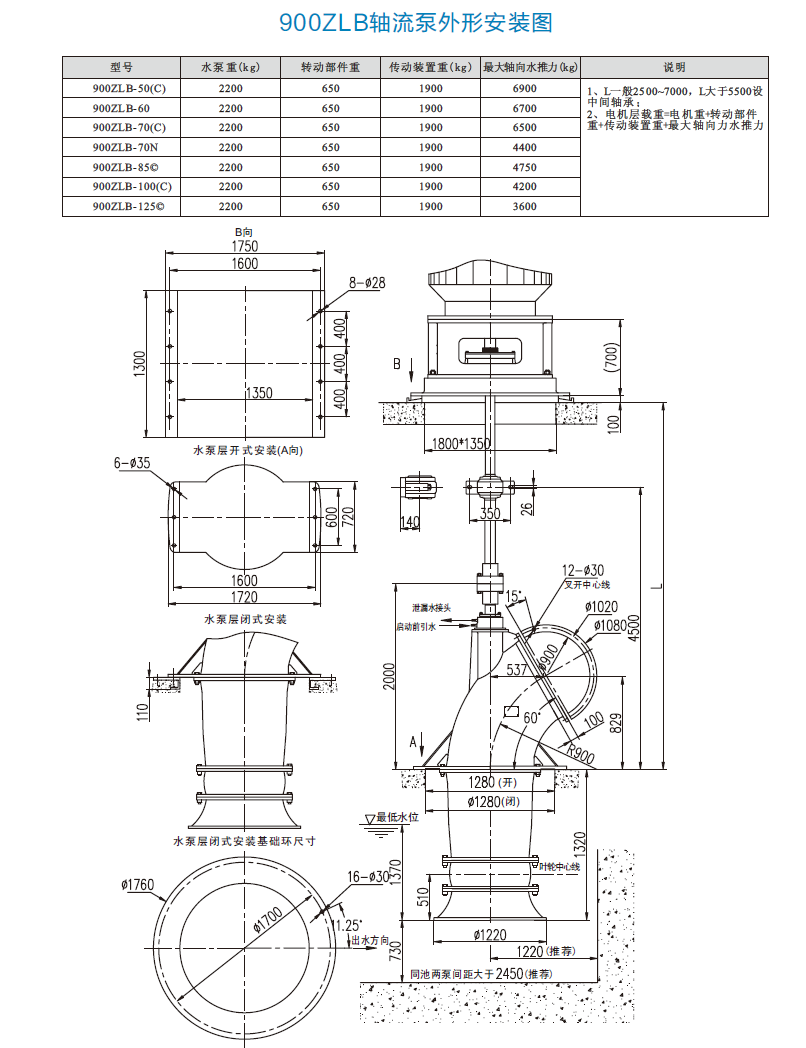 900ZLB轴流泵外形安装图
型号 水泵重(kg) 转动部件重 传动装置重(kg) 最大轴向水推力(kg) 说明
900ZLB-50(C) 2200 650 1900 6900
900ZLB-60 2200 650 1900 6700
900ZLB-70(C) 2200 650 1900 6500
900ZLB-70N 2200 650 1900 4400
900ZLB-85© 2200 650 1900 4750
900ZLB-100(C) 2200 650 1900 4200
900ZLB-125© 2200 650 1900 3600
1、L一般2500~7000，L大于5500设
中间轴承；
2、电机层载重=电机重+转动部件
重+传动装置重+最大轴向力水推力
B向
1750
1600
8-ø28
400
400
400
1300
1350
水泵层开式安装(A向)
6-ø35
600
720
1600
1720
水泵层闭式安装
110
水泵层闭式安装基础环尺寸
ø1760
16-ø30
ø1700
11.25°
出水方向
B
(700)
100
1800*1350
140
350
26
12-ø30
叉开中心线
15°
泄漏水接头
启动前引水
ø1020
ø1080
ø900
537
2000
4500
L
60°
100
829
R900
A
1280 (开)
ø1280(闭)
最低水位
1370
510
叶轮中心线
1320
ø1220
730
1220 (推荐)
同池两泵间距大于2450(推荐)